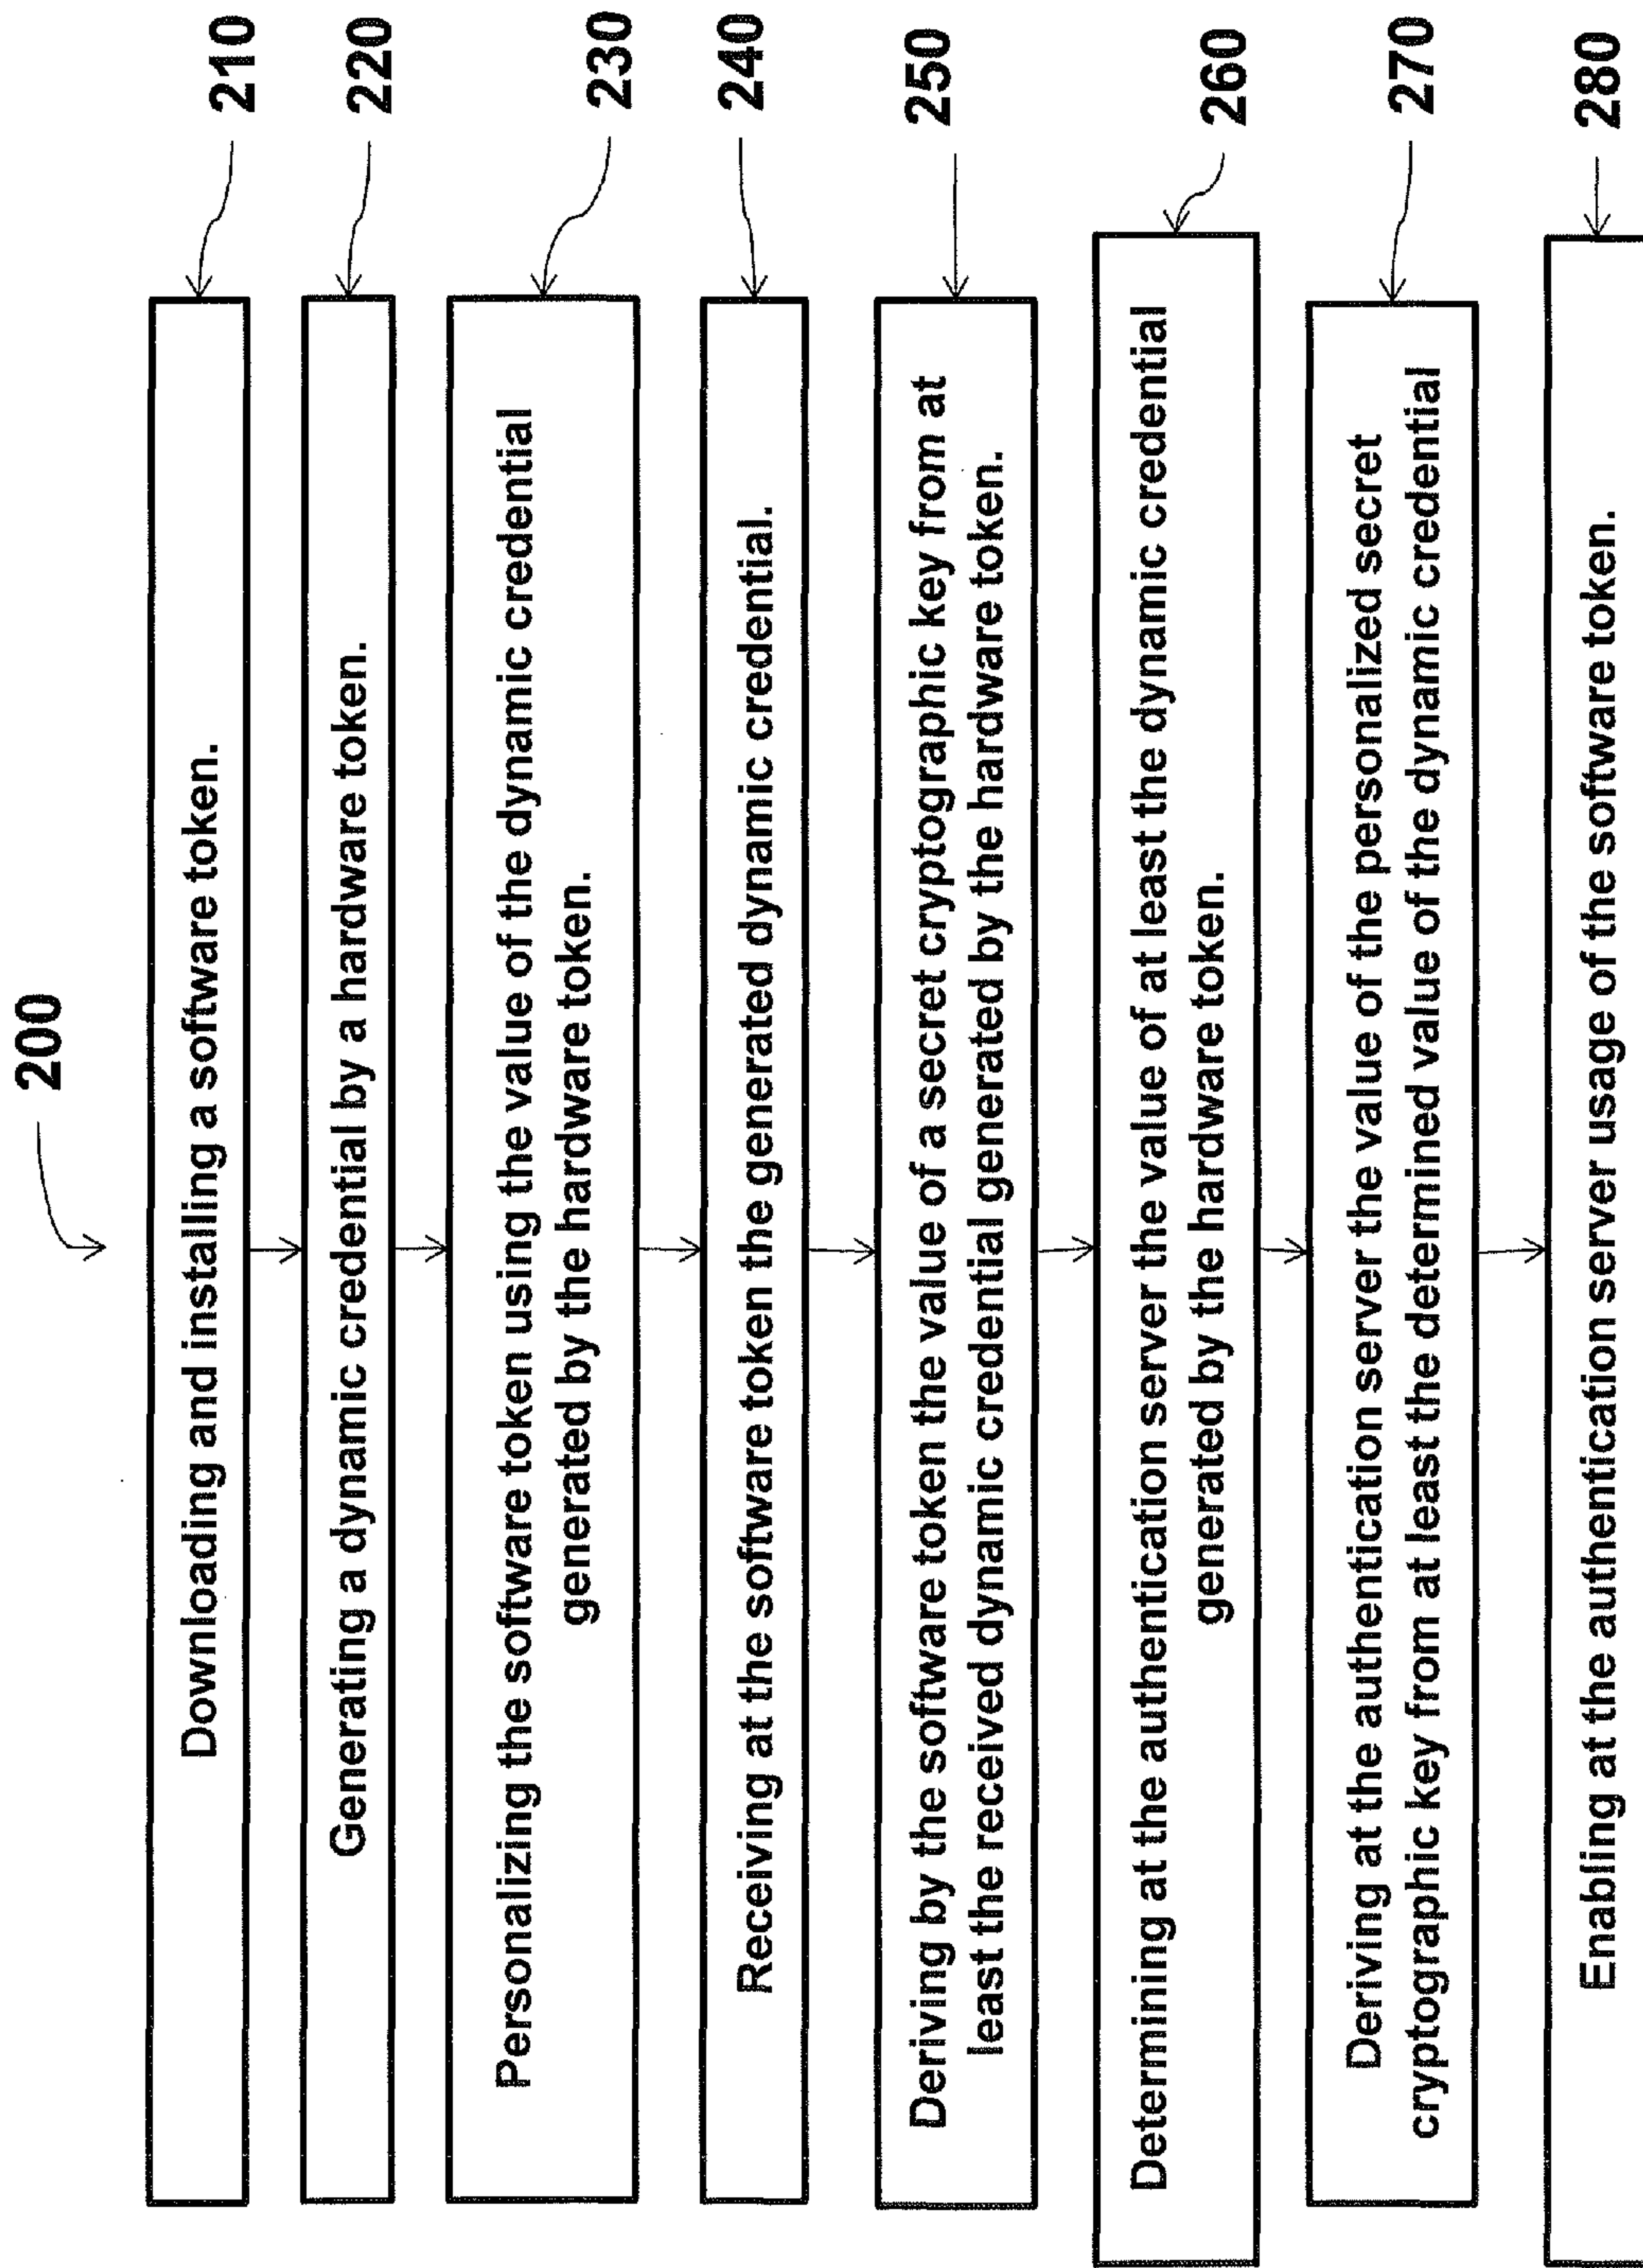 200
Downloading and installing a software token.
210
Generating a dynamic credential by a hardware token.
220
Personalizing the software token using the value of the dynamic credential
generated by the hardware token.
230
Receiving at the software token the generated dynamic credential.
240
Deriving by the software token the value of a secret cryptographic key from at
least the received dynamic credential generated by the hardware token.
250
Determining at the authentication server the value of at least the dynamic credential
generated by the hardware token.
260
Deriving at the authentication server the value of the personalized secret
cryptographic key from at least the determined value of the dynamic credential
270
Enabling at the authentication server usage of the software token.
280